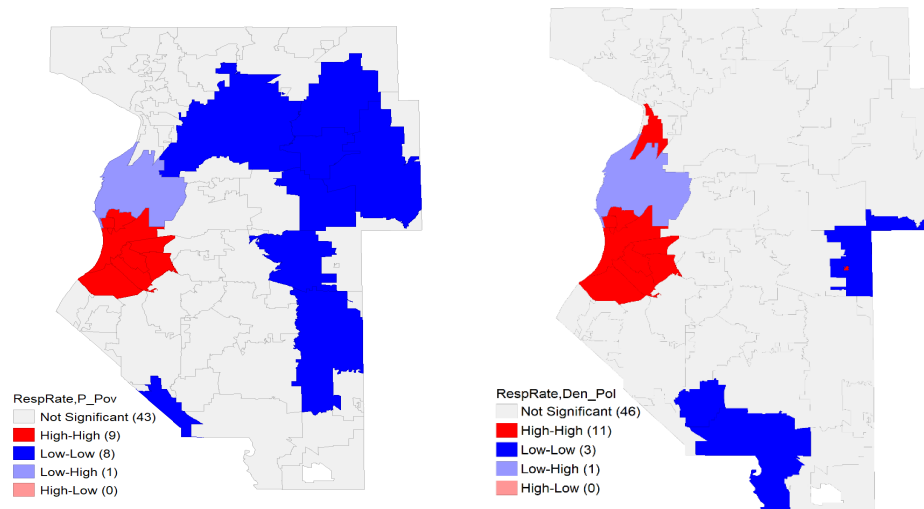 RespRate,P_Pov
Not Significant (43)
High-High (9)
Low-Low (8)
Low-High (1)
High-Low (0)
RespRate,Den_Pol
Not Significant (46)
High-High (11)
Low-Low (3)
Low-High (1)
High-Low (0)